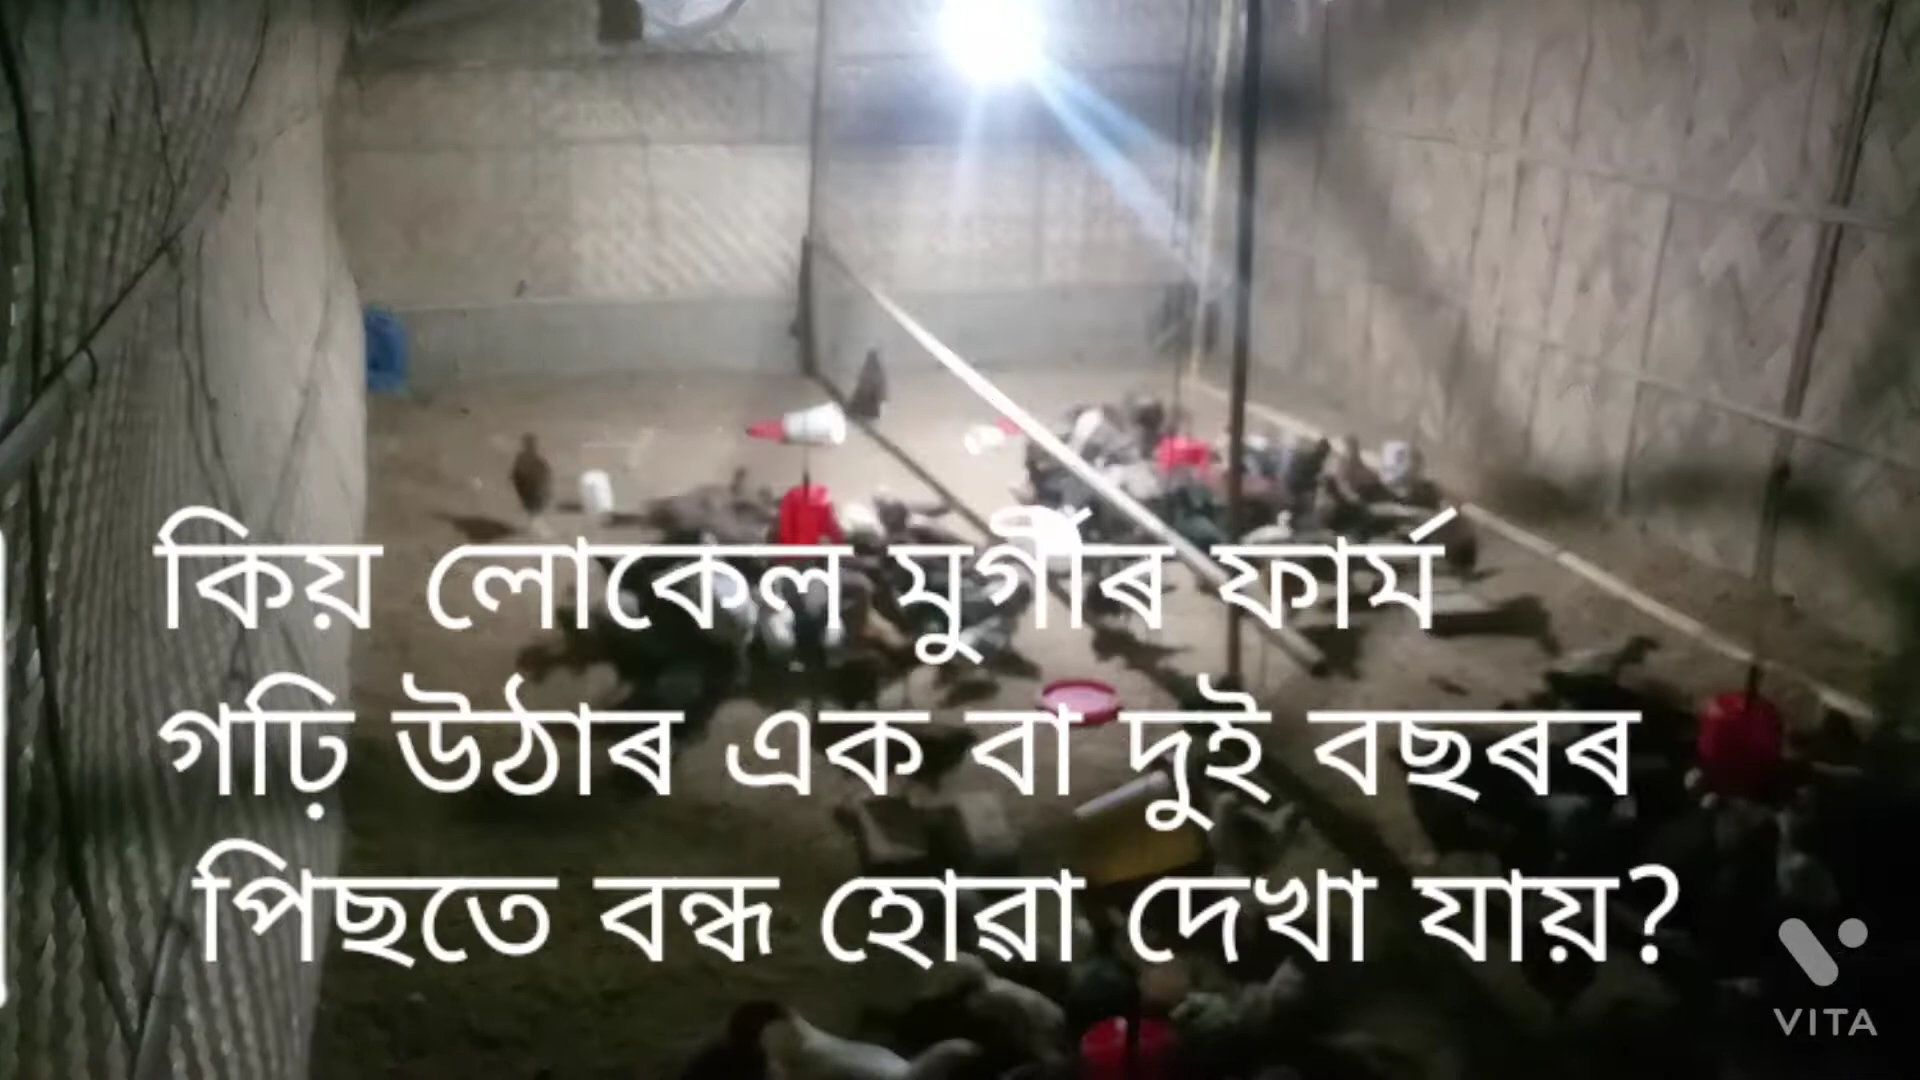 কিয় লোকেল মুৰ্গীৰ ফাৰ্ম
গঢ়ি উঠাৰ এক বা দুই বছৰৰ
পিছতে বন্ধ হোৱা দেখা যায়?
VITA